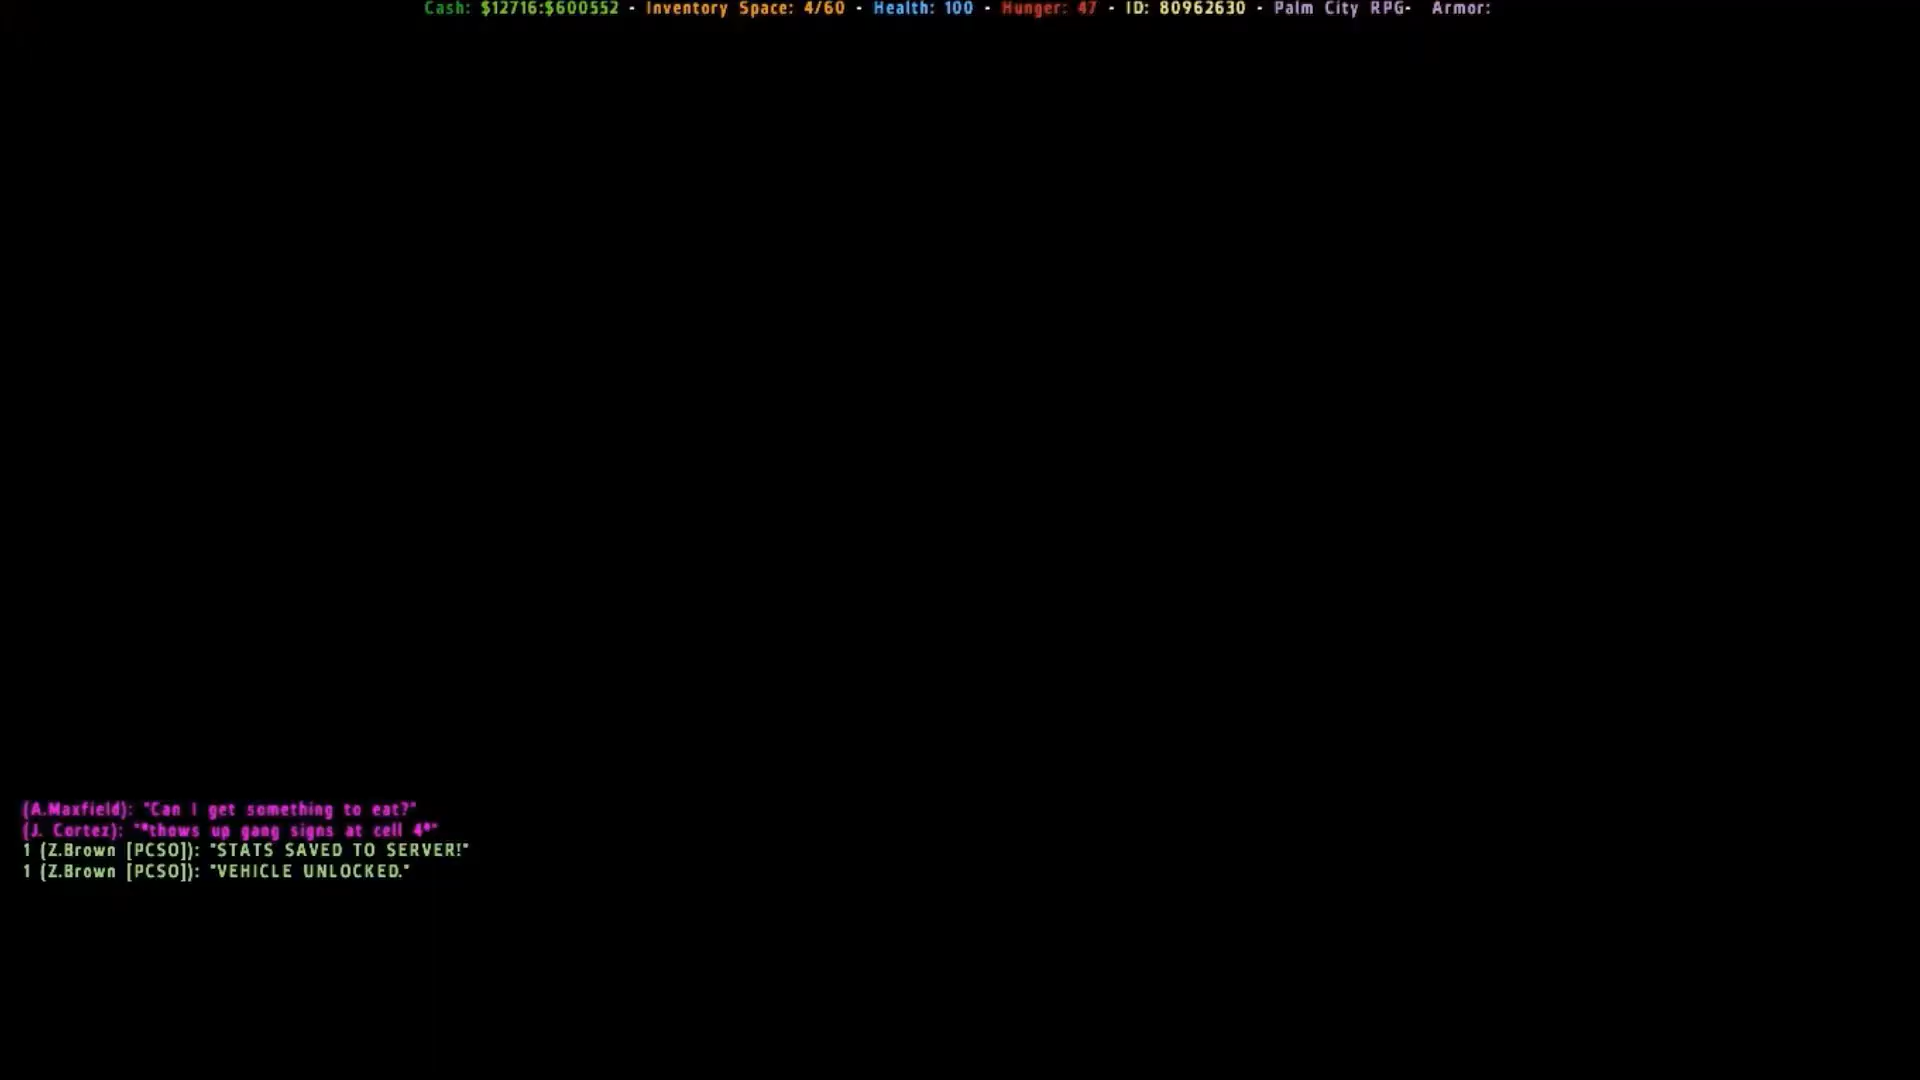 Cash: $12716:$600552 - Inventory Space: 4/60 - Health: 100 - Hunger: 47 - ID: 80962630 - Palm City RPG- Armor:
(A.Maxfield): "Can I get something to eat?"
(J. Cortez): "*thows up gang signs at cell 4*"
1 (Z.Brown [PCSO]): "STATS SAVED TO SERVER!"
1 (Z.Brown [PCSO]): "VEHICLE UNLOCKED."